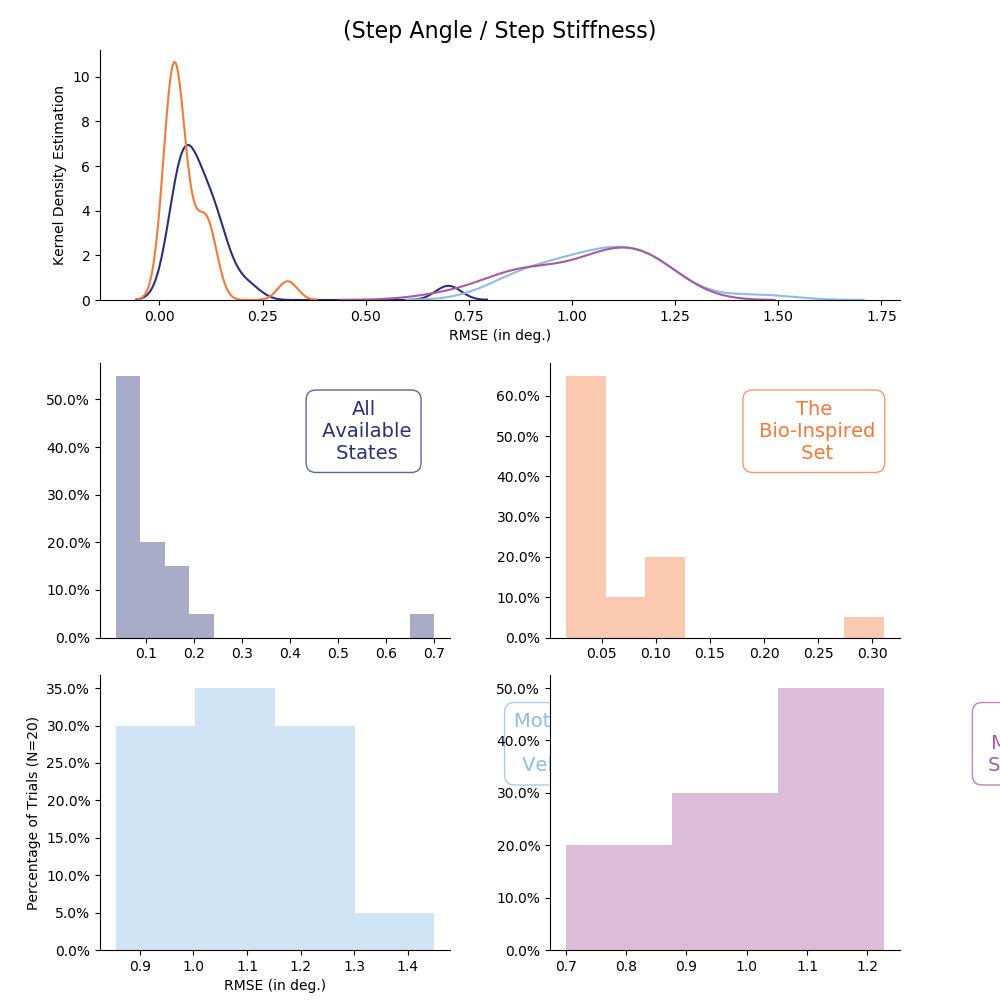 (Step Angle / Step Stiffness)
Kernel Density Estimation
10
8
6
4
2
0
0.00 0.25 0.50 0.75 1.00 1.25 1.50 1.75
RMSE (in deg.)
50.0%
40.0%
30.0%
20.0%
10.0%
0.0%
0.1 0.2 0.3 0.4 0.5 0.6 0.7
All
Available
States
60.0%
50.0%
40.0%
30.0%
20.0%
10.0%
0.0%
0.05 0.10 0.15 0.20 0.25 0.30
The
Bio-Inspired
Set
Percentage of Trials (N=20)
35.0%
30.0%
25.0%
20.0%
15.0%
10.0%
5.0%
0.0%
0.9 1.0 1.1 1.2 1.3 1.4
RMSE (in deg.)
50.0%
40.0%
30.0%
20.0%
10.0%
0.0%
0.7 0.8 0.9 1.0 1.1 1.2